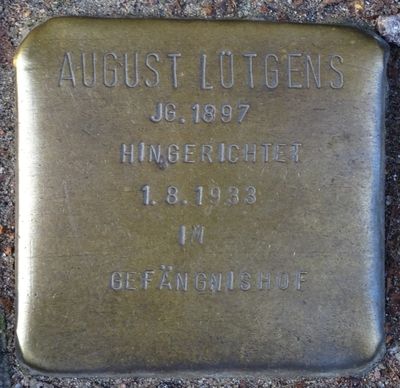 AUGUST LÜTGENS
JG. 1897
HINGERICHTET
1.8.1933
IM
GEFÄNGNISHOF